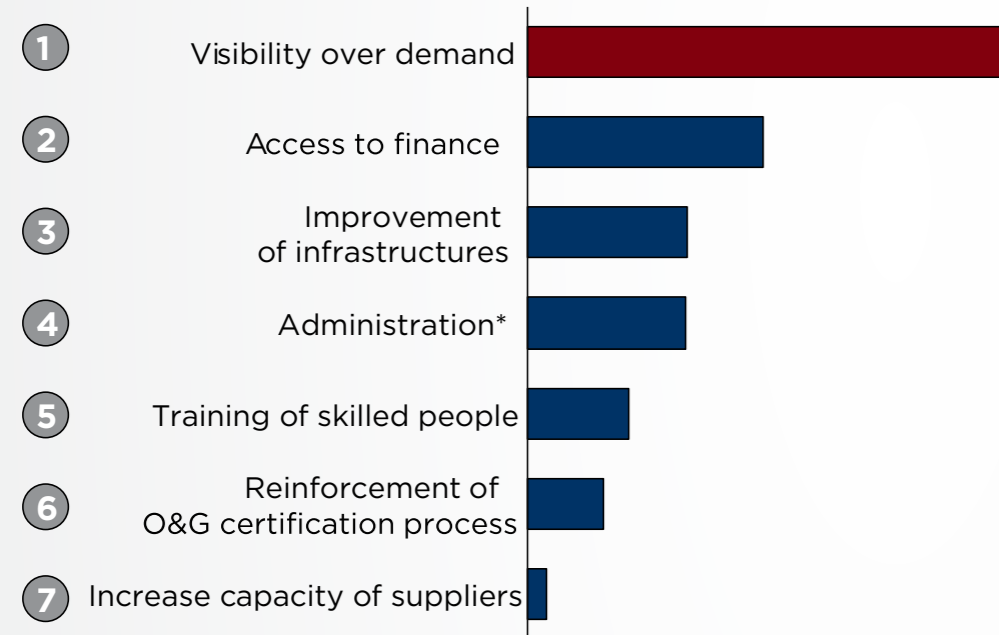 1
Visibility over demand
2
Access to finance
3
Improvement
of infrastructures
4
Administration*
5
Training of skilled people
6
Reinforcement of
O&G certification process
7
Increase capacity of suppliers